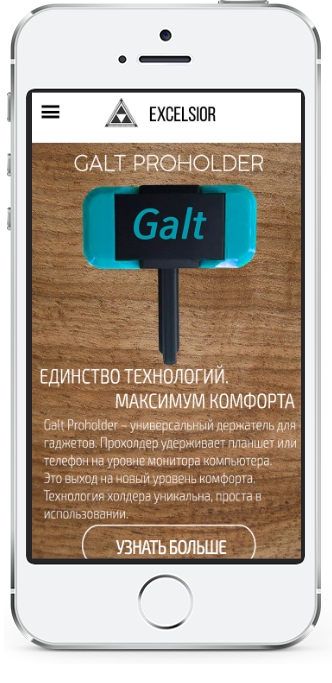 EXCELSIOR
GALT PROHOLDER
Galt
ЕДИНСТВО ТЕХНОЛОГИЙ.
МАКСИМУМ КОМФОРТА
Galt Proholder – универсальный держатель для
гаджетов. Прохолдер удерживает планшет или
телефон на уровне монитора компьютера.
Это выход на новый уровень комфорта.
Технология холдера уникальна, проста в
использовании.
УЗНАТЬ БОЛЬШЕ